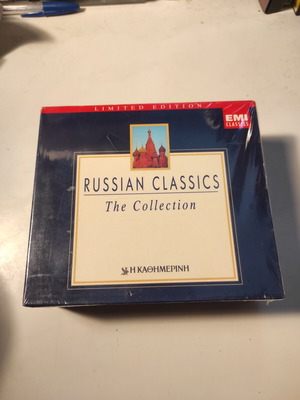 LIMITED EDITION
EMI
CLASSICS
RUSSIAN CLASSICS
The Collection
Η ΚΑΘΗΜΕΡΙΝΗ